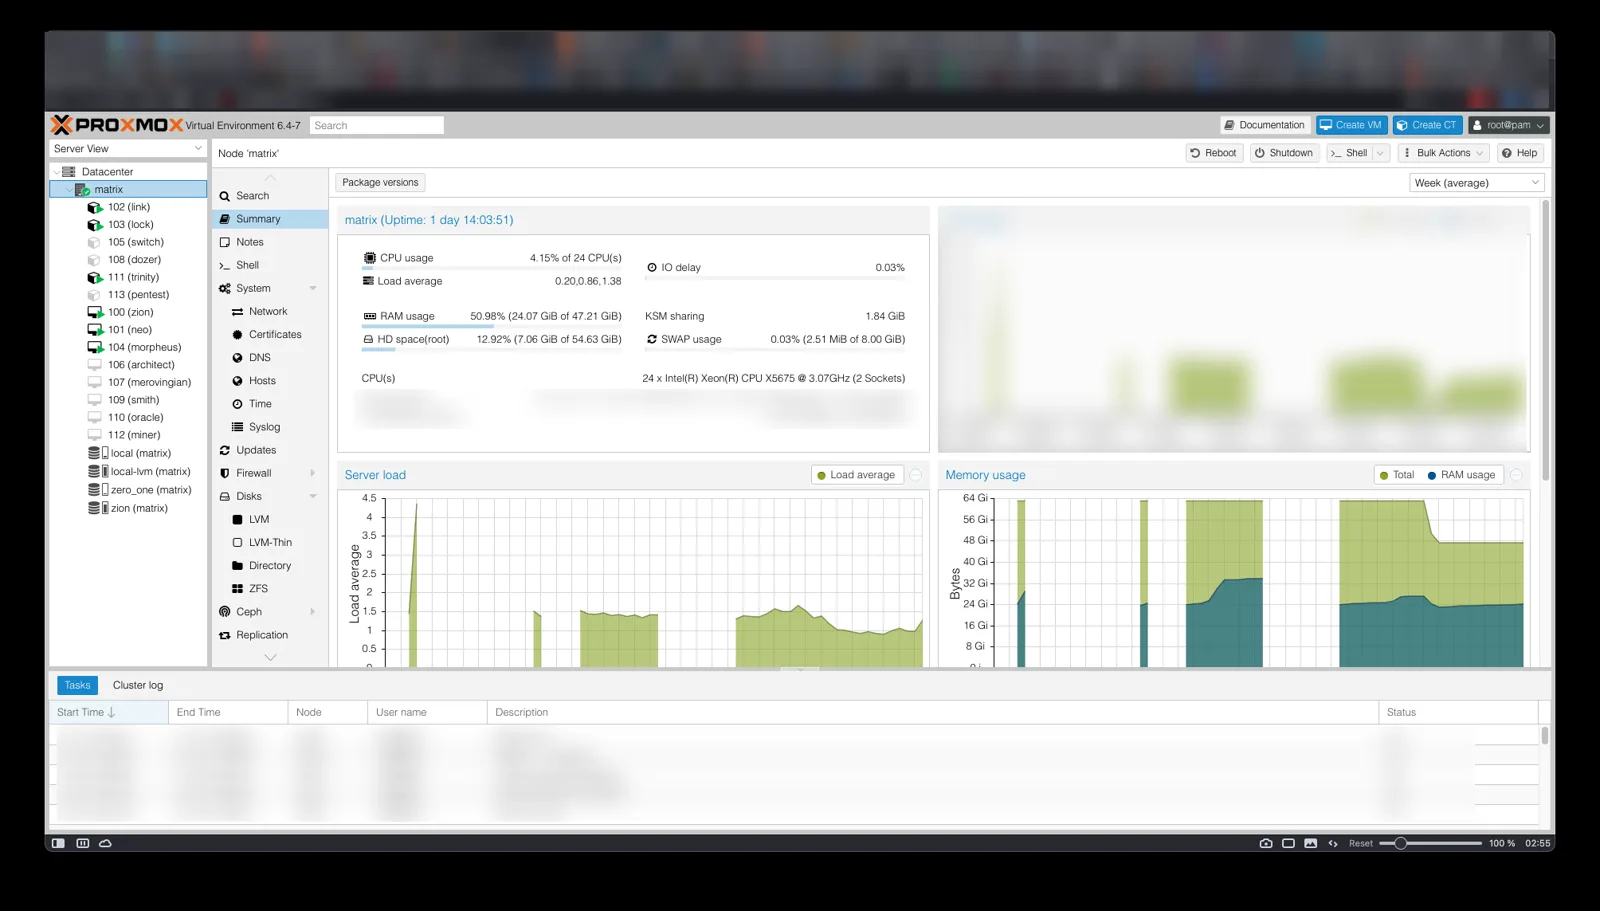 PROXMOX Virtual Environment 6.4-7 Search Documentation Create VM Create CT root@pam
Server View
Node 'matrix' Reboot Shutdown >_ Shell Bulk Actions Help
Datacenter
matrix
102 (link)
103 (lock)
105 (switch)
108 (dozer)
111 (trinity)
113 (pentest)
100 (zion)
101 (neo)
104 (morpheus)
106 (architect)
107 (merovingian)
109 (smith)
110 (oracle)
112 (miner)
local (matrix)
local-lvm (matrix)
zero_one (matrix)
zion (matrix)
Search
Summary
Notes
>_ Shell
System
Network
Certificates
DNS
Hosts
Time
Syslog
Updates
Firewall
Disks
LVM
LVM-Thin
Directory
ZFS
Ceph
Replication
Package versions
Week (average)
matrix (Uptime: 1 day 14:03:51)
CPU usage 4.15% of 24 CPU(s)
IO delay 0.03%
Load average 0.20,0.86,1.38
RAM usage 50.98% (24.07 GiB of 47.21 GiB)
KSM sharing 1.84 GiB
HD space(root) 12.92% (7.06 GiB of 54.63 GiB)
SWAP usage 0.03% (2.51 MiB of 8.00 GiB)
CPU(s) 24 x Intel(R) Xeon(R) CPU X5675 @ 3.07GHz (2 Sockets)
Server load
Load average
4.5
4
3.5
3
2.5
2
1.5
1
0.5
0
Load average
Memory usage
Total RAM usage
64 Gi
56 Gi
48 Gi
40 Gi
32 Gi
24 Gi
16 Gi
8 Gi
0 i
Bytes
Tasks Cluster log
Start Time End Time Node User name Description Status
Reset 100 % 02:55